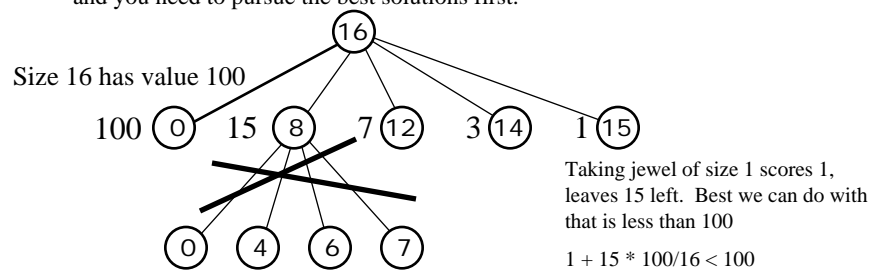 and you need to pursue the best solutions first.
16
Size 16 has value 100
100 0 15 8 7 12 3 14 1 15
Taking jewel of size 1 scores 1,
leaves 15 left. Best we can do with
that is less than 100
0 4 6 7
1 + 15 * 100/16 < 100